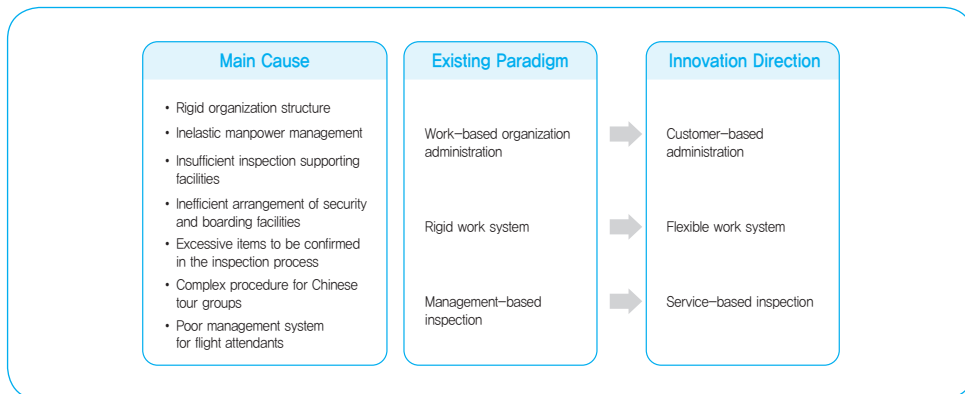 Main Cause
• Rigid organization structure
• Inelastic manpower management
• Insufficient inspection supporting
facilities
• Inefficient arrangement of security
and boarding facilities
• Excessive items to be confirmed
in the inspection process
• Complex procedure for Chinese
tour groups
• Poor management system
for flight attendants
Existing Paradigm
Work-based organization
administration
Rigid work system
Management-based
inspection
Innovation Direction
Customer-based
administration
Flexible work system
Service-based inspection